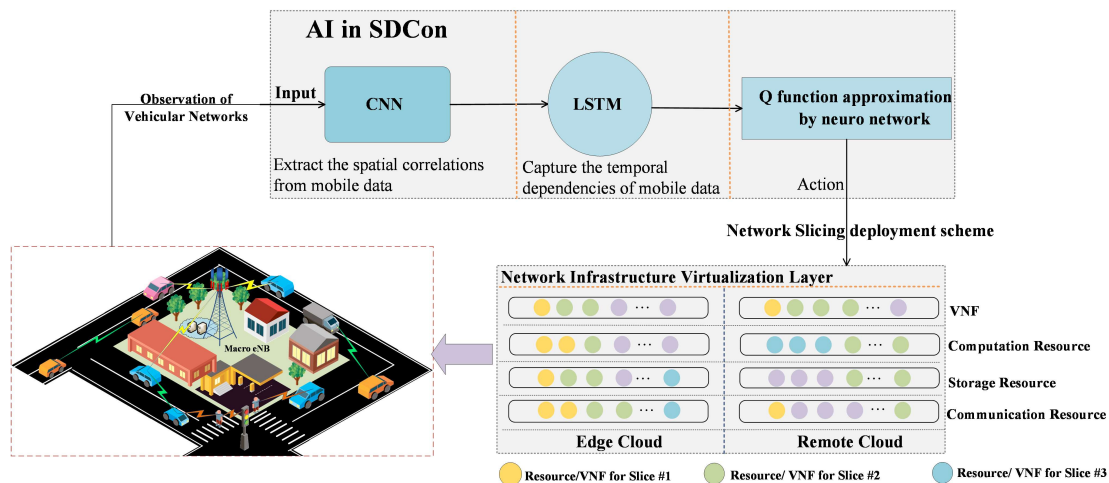 AI in SDCon
Observation of
Vehicular Networks
Input
CNN
LSTM
Q function approximation
by neuro network
Extract the spatial correlations
from mobile data
Capture the temporal
dependencies of mobile data
Action
Network Slicing deployment scheme
Network Infrastructure Virtualization Layer
VNF
Computation Resource
Storage Resource
Communication Resource
Edge Cloud
Remote Cloud
Macro eNB
Resource/VNF for Slice #1
Resource/ VNF for Slice #2
Resource/ VNF for Slice #3